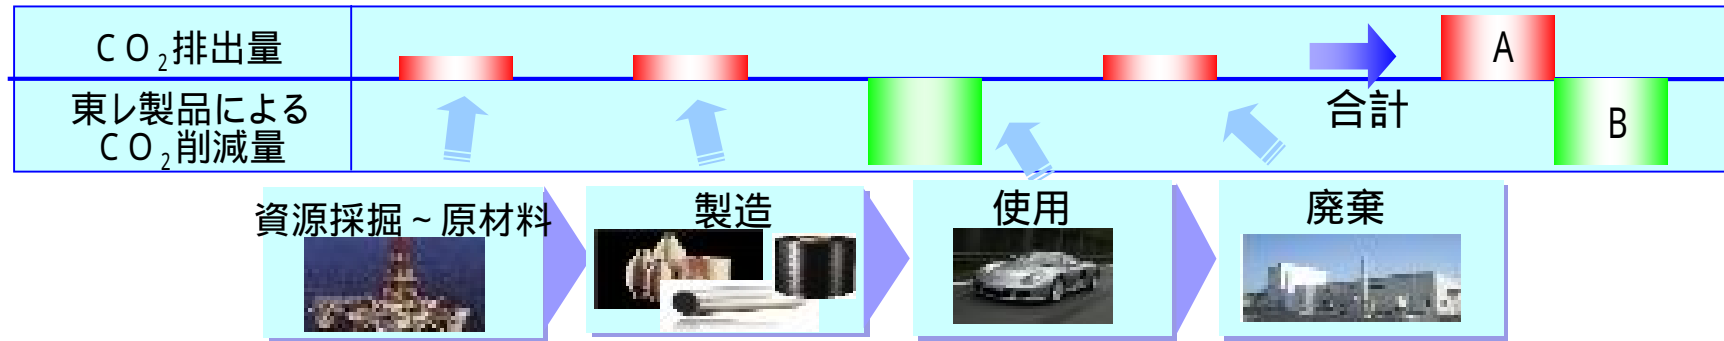 CO₂排出量
A
東レ製品による
CO₂削減量
合計
B
資源採掘~原材料
製造
使用
廃棄